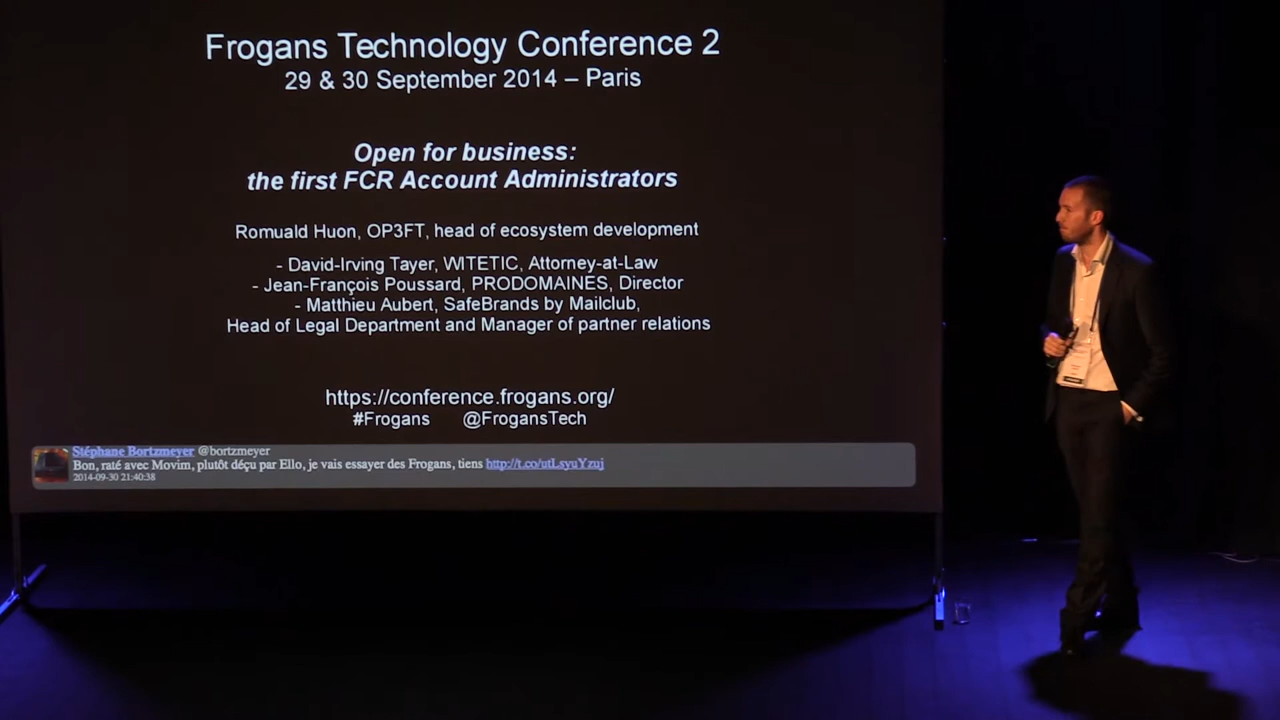 Frogans Technology Conference 2
29 & 30 September 2014 – Paris
Open for business:
the first FCR Account Administrators
Romuald Huon, OP3FT, head of ecosystem development
- David-Irving Tayer, WITETIC, Attorney-at-Law
- Jean-François Poussard, PRODOMAINES, Director
- Matthieu Aubert, SafeBrands by Mailclub,
Head of Legal Department and Manager of partner relations
https://conference.frogans.org/
#Frogans @FrogansTech
Stéphane Bortzmeyer @bortzmeyer
Bon, raté avec Movim, plutôt déçu par Ello, je vais essayer des Frogans, tiens http://t.co/utLsyuYzuj
2014-09-30 21:40:38